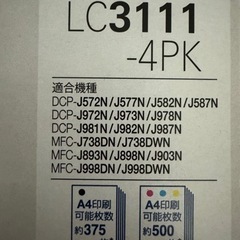 LC3111
-4PK
適合機種
DCP-J572N/J577N/J582N/J587N
DCP-J972N/J973N/J978N
DCP-J981N/J982N/J987N
MFC-J738DN/J738DWN
MFC-J893N/J898N/J903N
MFC-J998DN/J998DWN
A4印刷 A4印刷
可能枚数 可能枚数
約375 約500